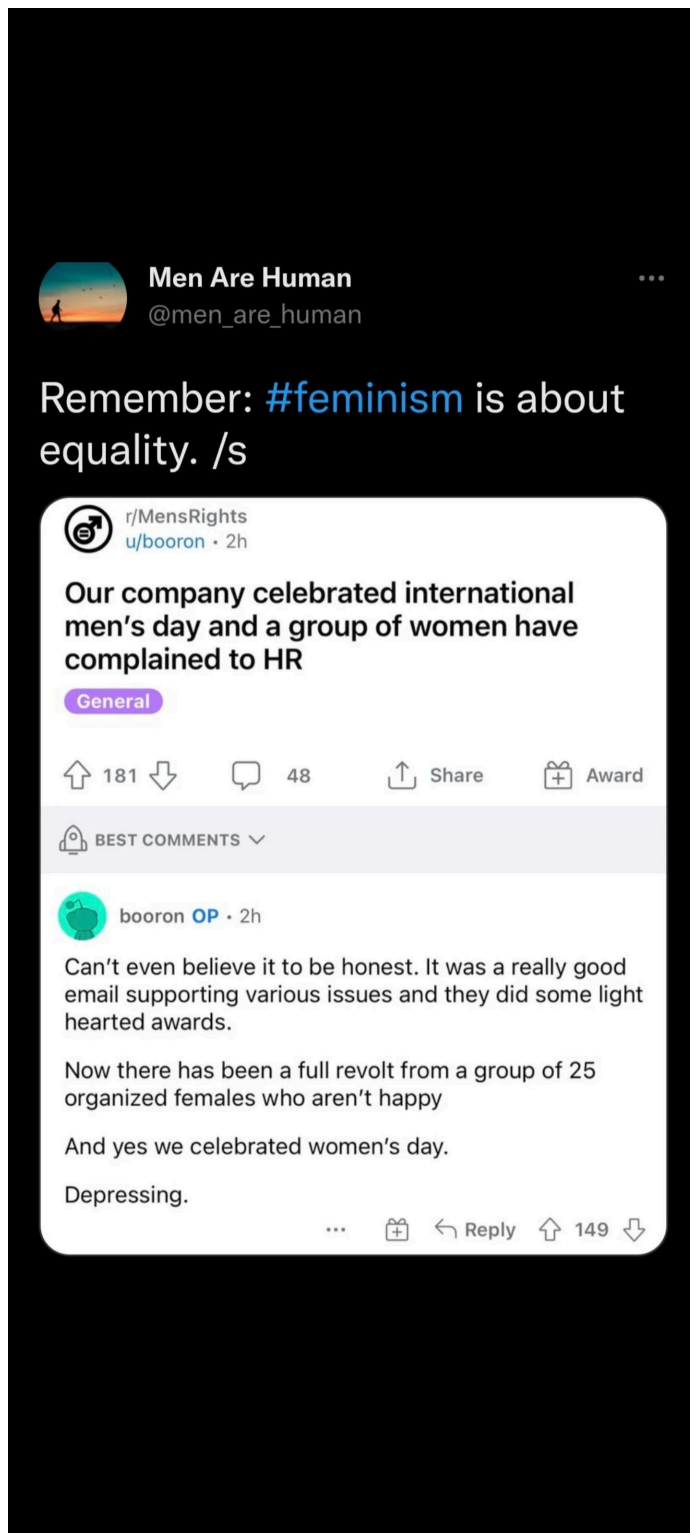 Men Are Human
@men_are_human
Remember: #feminism is about
equality. /s
r/MensRights
u/booron • 2h
Our company celebrated international
men's day and a group of women have
complained to HR
General
181 48 Share Award
BEST COMMENTS
booron OP • 2h
Can't even believe it to be honest. It was a really good
email supporting various issues and they did some light
hearted awards.
Now there has been a full revolt from a group of 25
organized females who aren't happy
And yes we celebrated women's day.
Depressing.
Reply 149